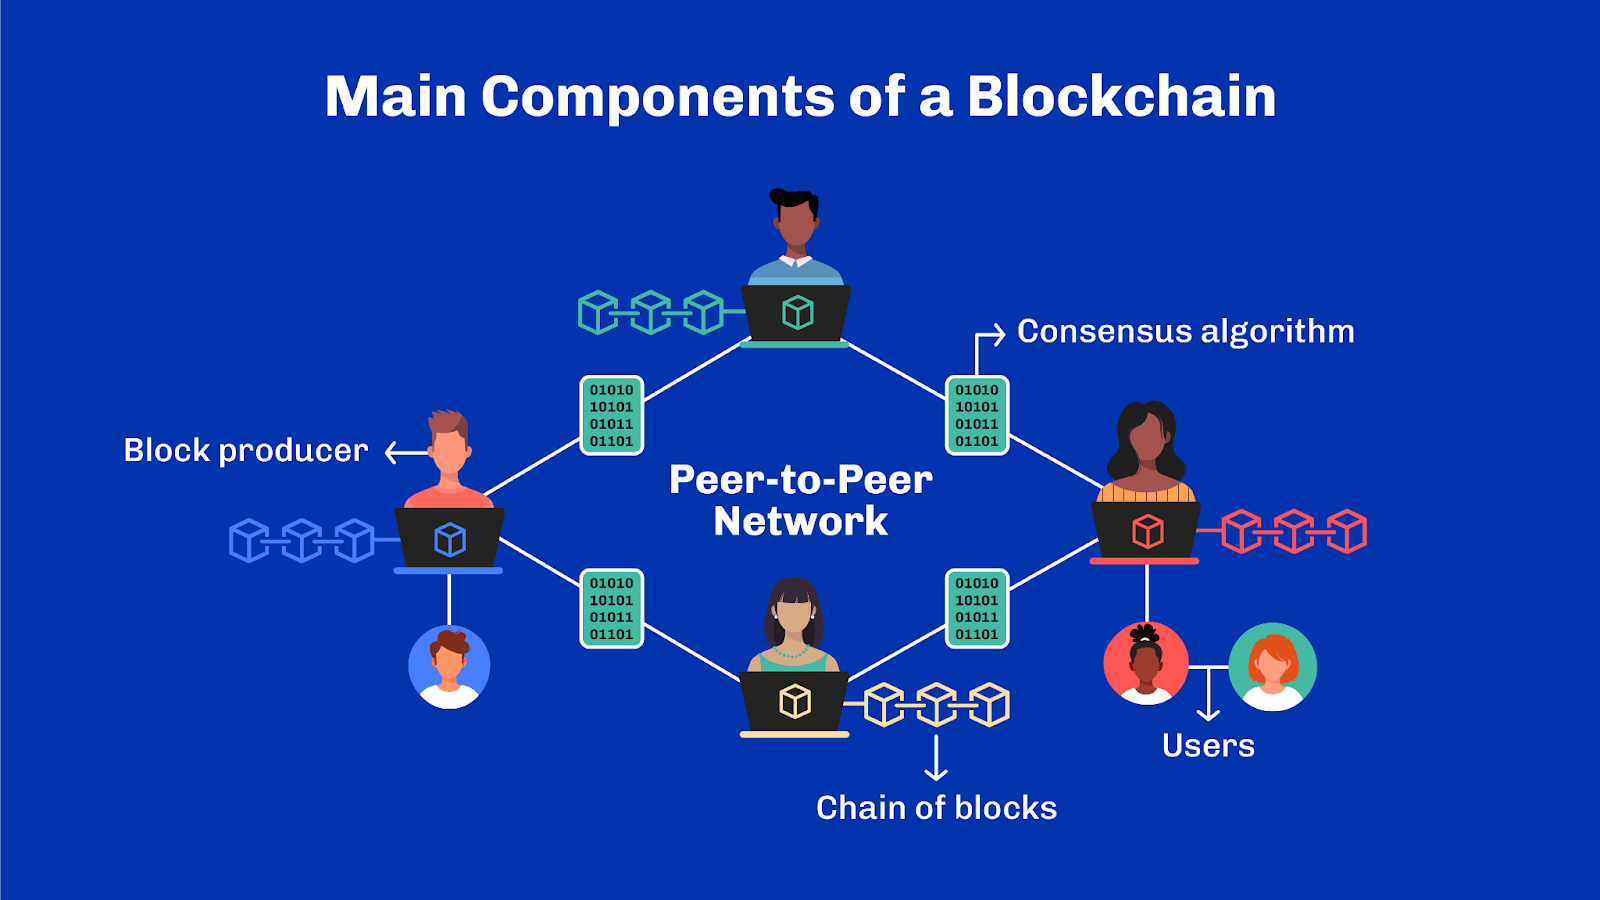 Main Components of a Blockchain
Consensus algorithm
01010
10101
01011
01101
01010
10101
01011
01101
Block producer
Peer-to-Peer
Network
01010
10101
01011
01101
01010
10101
01011
01101
Users
Chain of blocks